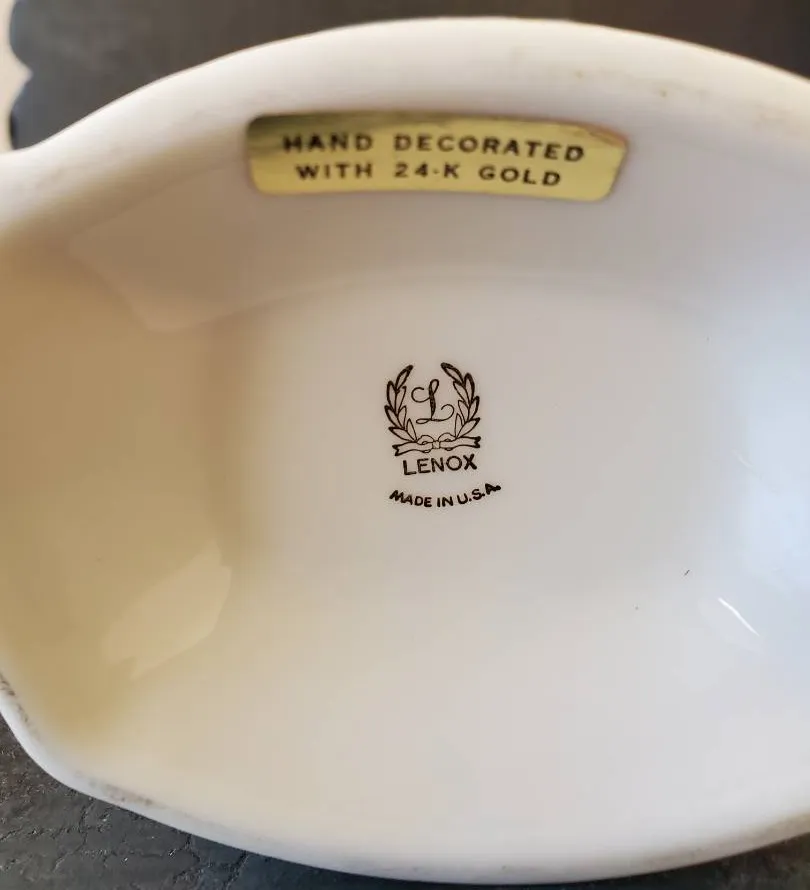 HAND DECORATED
WITH 24-K GOLD
L
LENOX
MADE IN U.S.A.